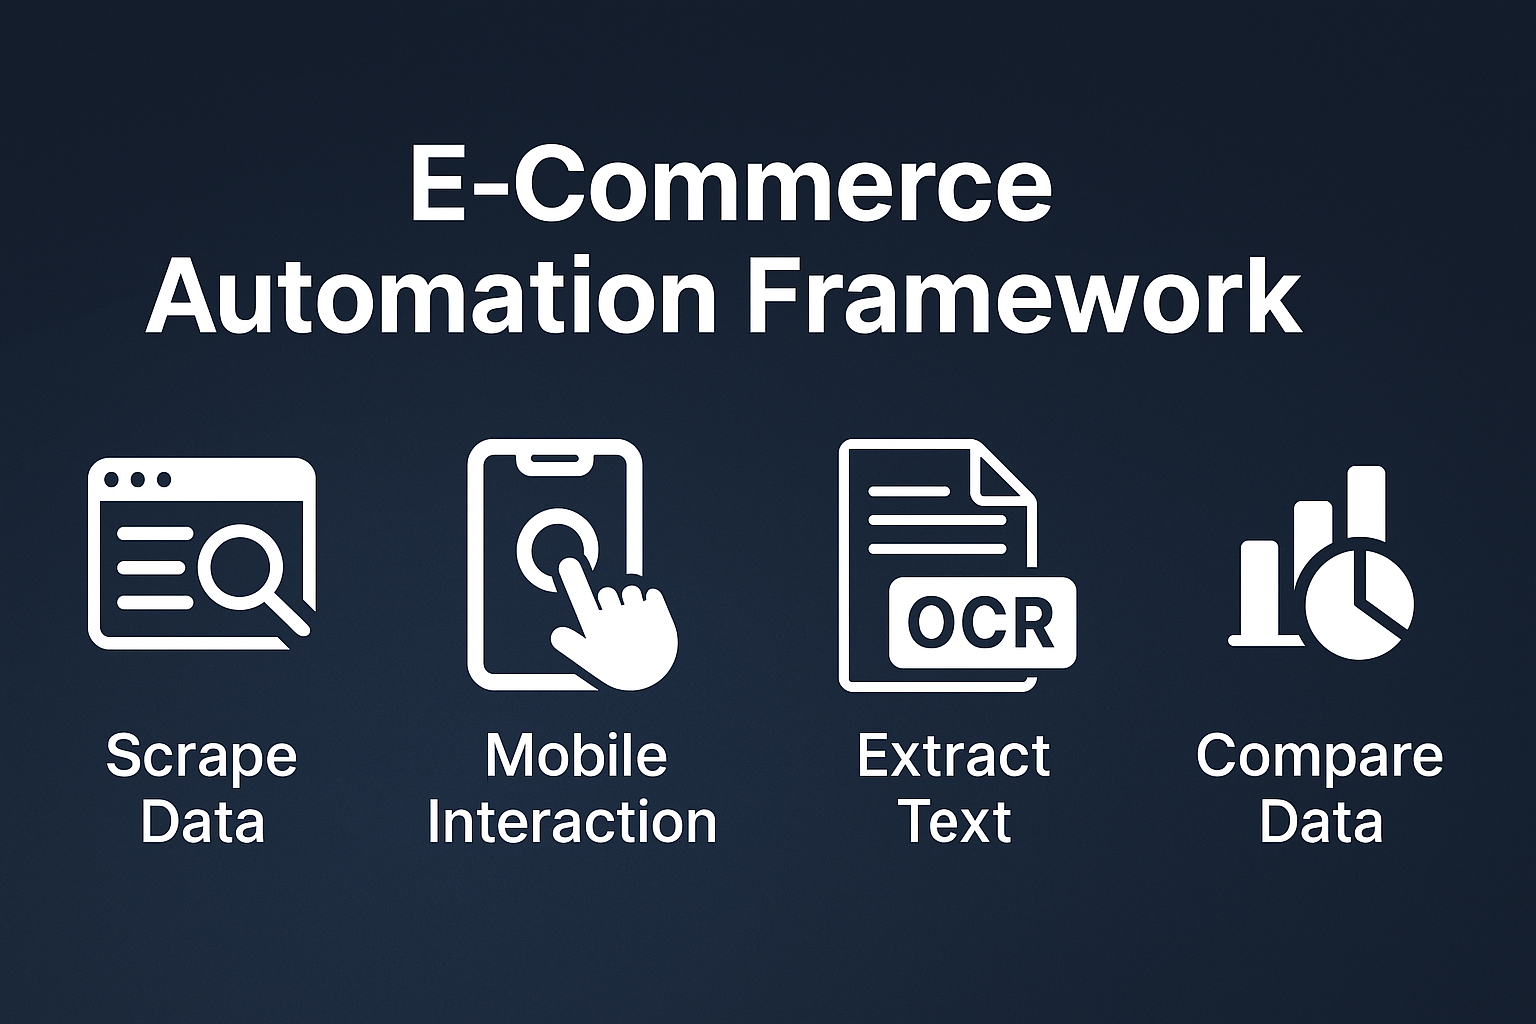 E-Commerce
Automation Framework
OCR
Scrape
Data
Mobile
Interaction
Extract
Text
Compare
Data